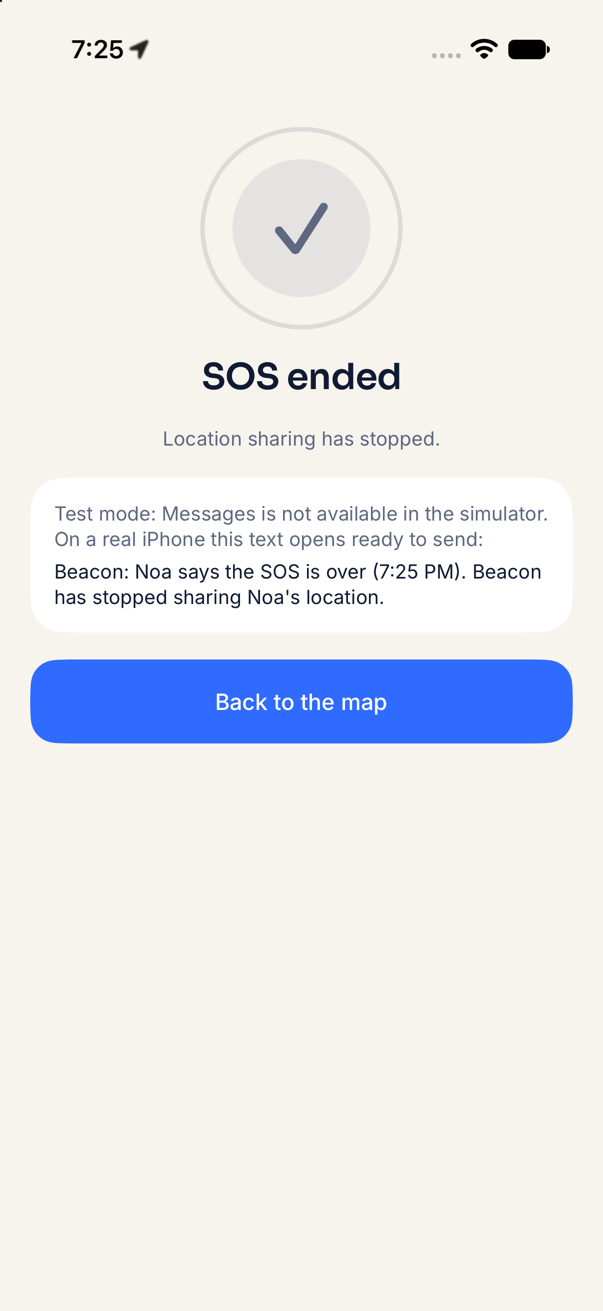 7:25
SOS ended
Location sharing has stopped.
Test mode: Messages is not available in the simulator.
On a real iPhone this text opens ready to send:
Beacon: Noa says the SOS is over (7:25 PM). Beacon
has stopped sharing Noa's location.
Back to the map